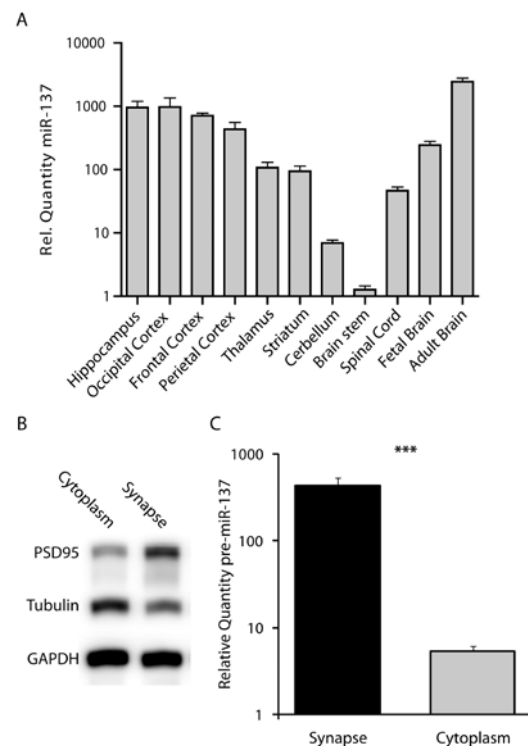 A
Rel. Quantity miR-137
10000
1000
100
10
1
Hippocampus
Occipital Cortex
Frontal Cortex
Perietal Cortex
Thalamus
Striatum
Cerbellum
Brain stem
Spinal Cord
Fetal Brain
Adult Brain
B
Cytoplasm
Synapse
PSD95
Tubulin
GAPDH
C
***
Relative Quantity pre-miR-137
1000
100
10
1
Synapse
Cytoplasm